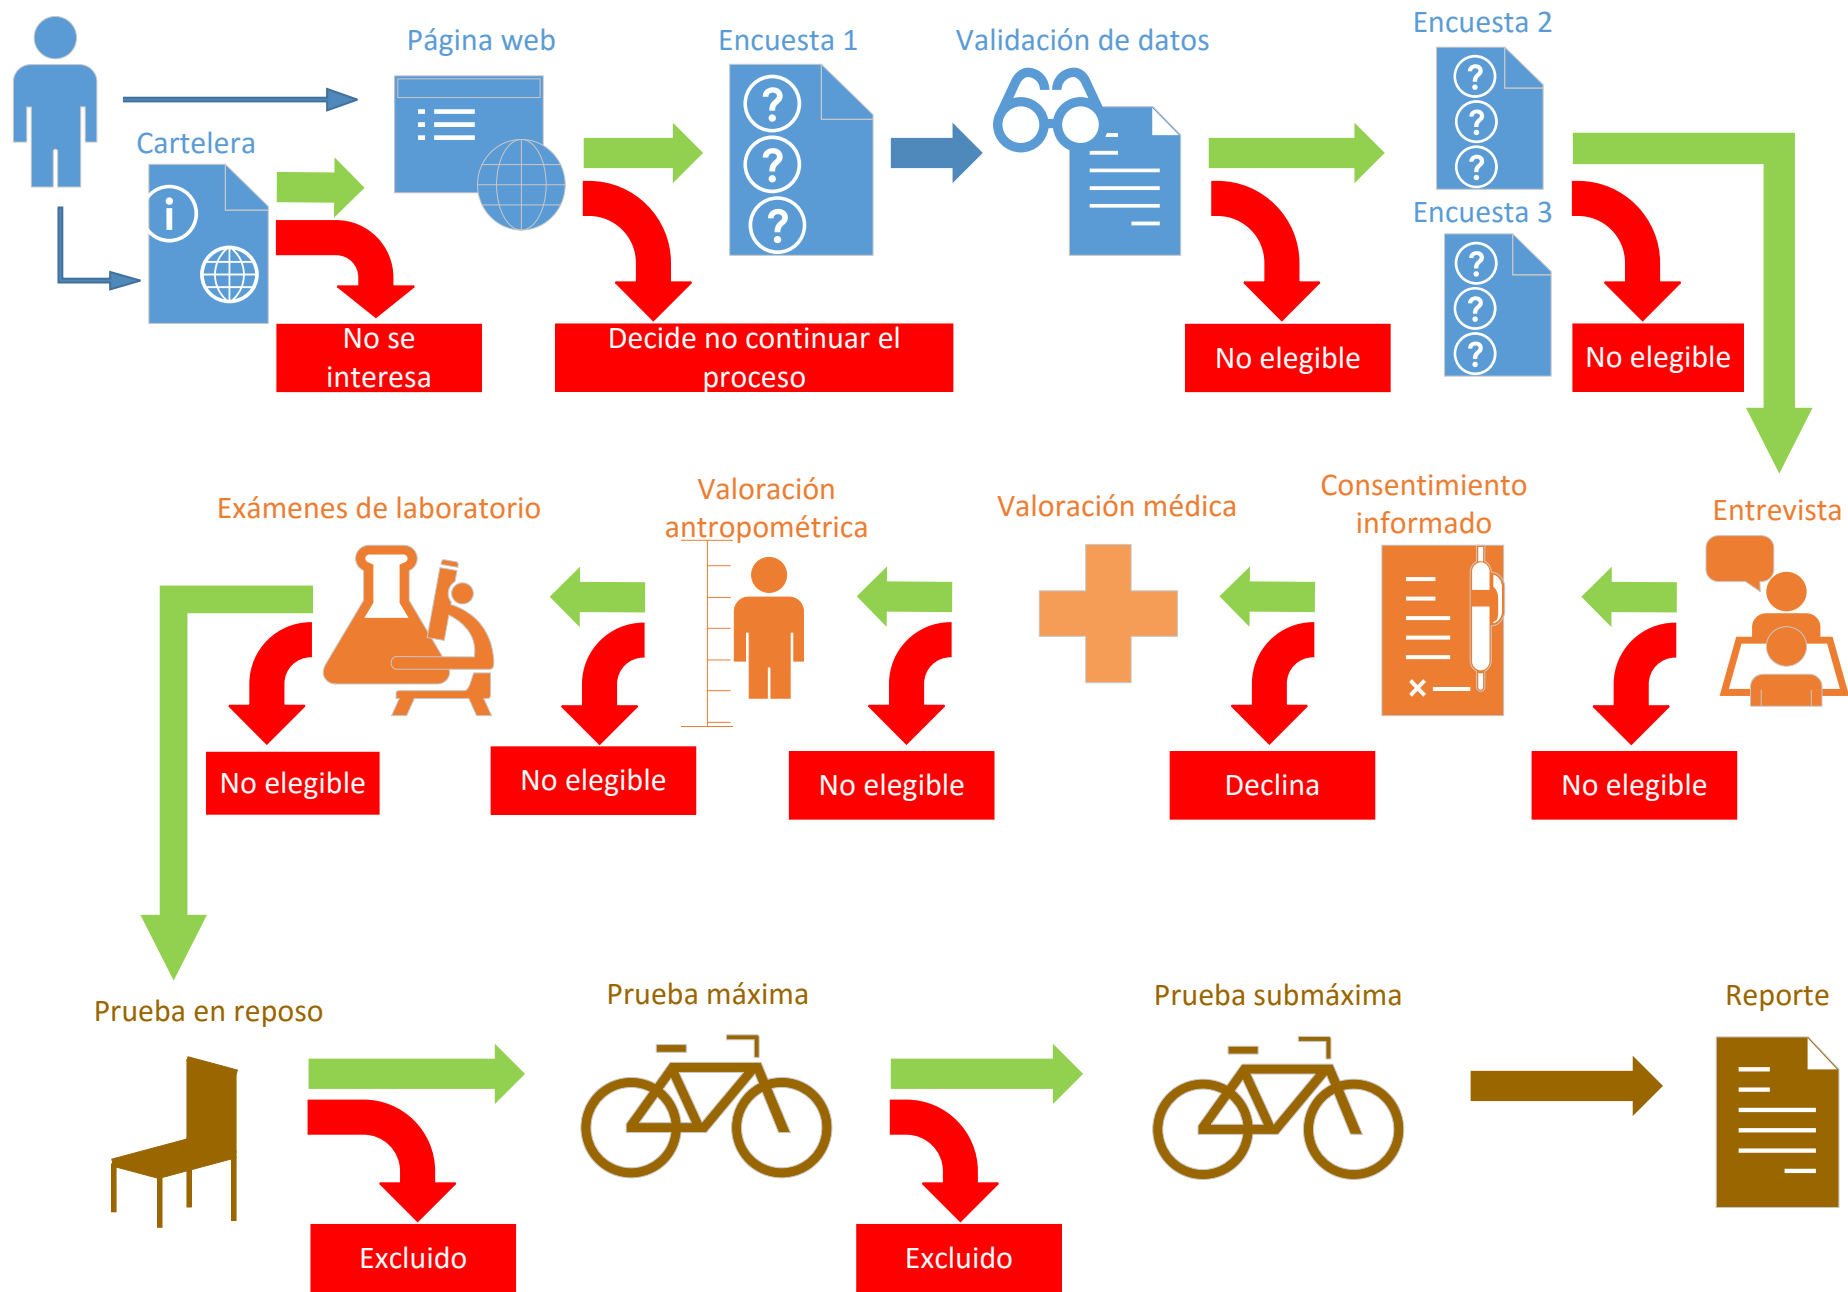 Página web
Encuesta 1
Validación de datos
Encuesta 2
Cartelera
i
?
?
?
?
?
?
Encuesta 3
?
?
?
No se
interesa
Decide no continuar el
proceso
No elegible
No elegible
Exámenes de laboratorio
Valoración
antropométrica
Valoración médica
Consentimiento
informado
Entrevista
No elegible
No elegible
No elegible
Declina
No elegible
Prueba en reposo
Prueba máxima
Prueba submáxima
Reporte
Excluido
Excluido